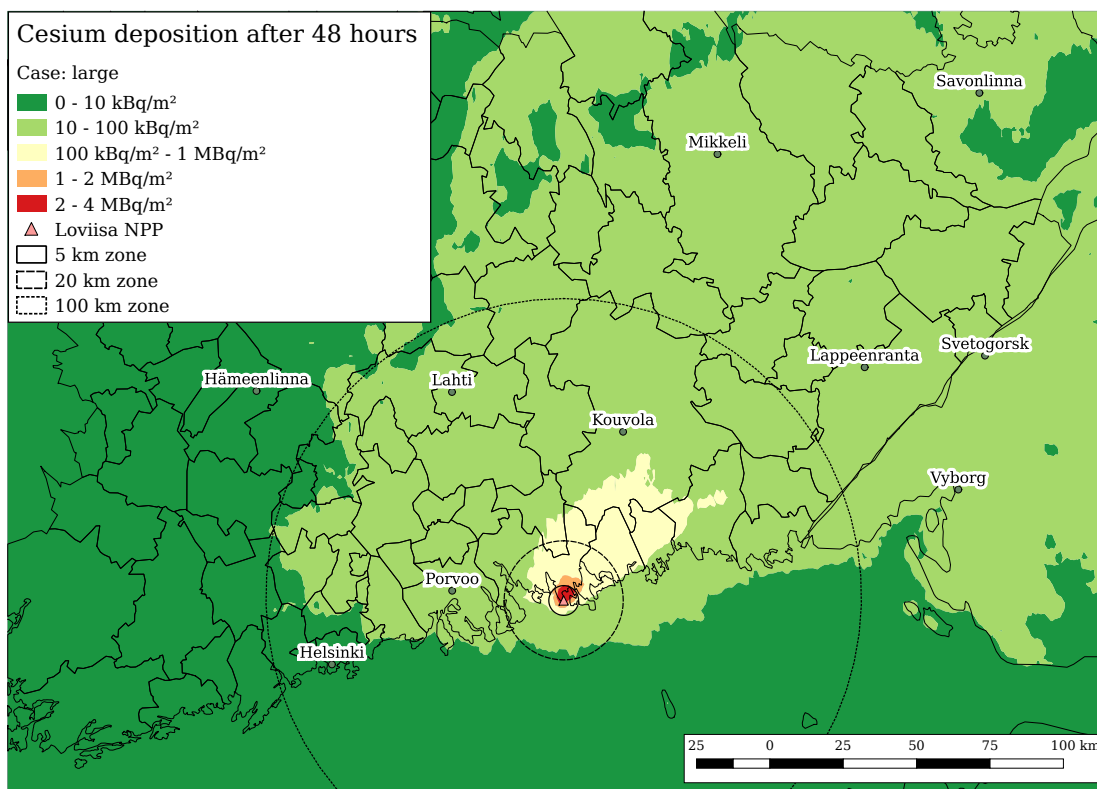 Cesium deposition after 48 hours
Case: large
0 - 10 kBq/m²
10 - 100 kBq/m²
100 kBq/m² - 1 MBq/m²
1 - 2 MBq/m²
2 - 4 MBq/m²
Loviisa NPP
5 km zone
20 km zone
100 km zone
Savonlinna
Mikkeli
Svetogorsk
Lappeenranta
Hämeenlinna
Lahti
Kouvola
Vyborg
Porvoo
Helsinki
25 0 25 50 75 100 km